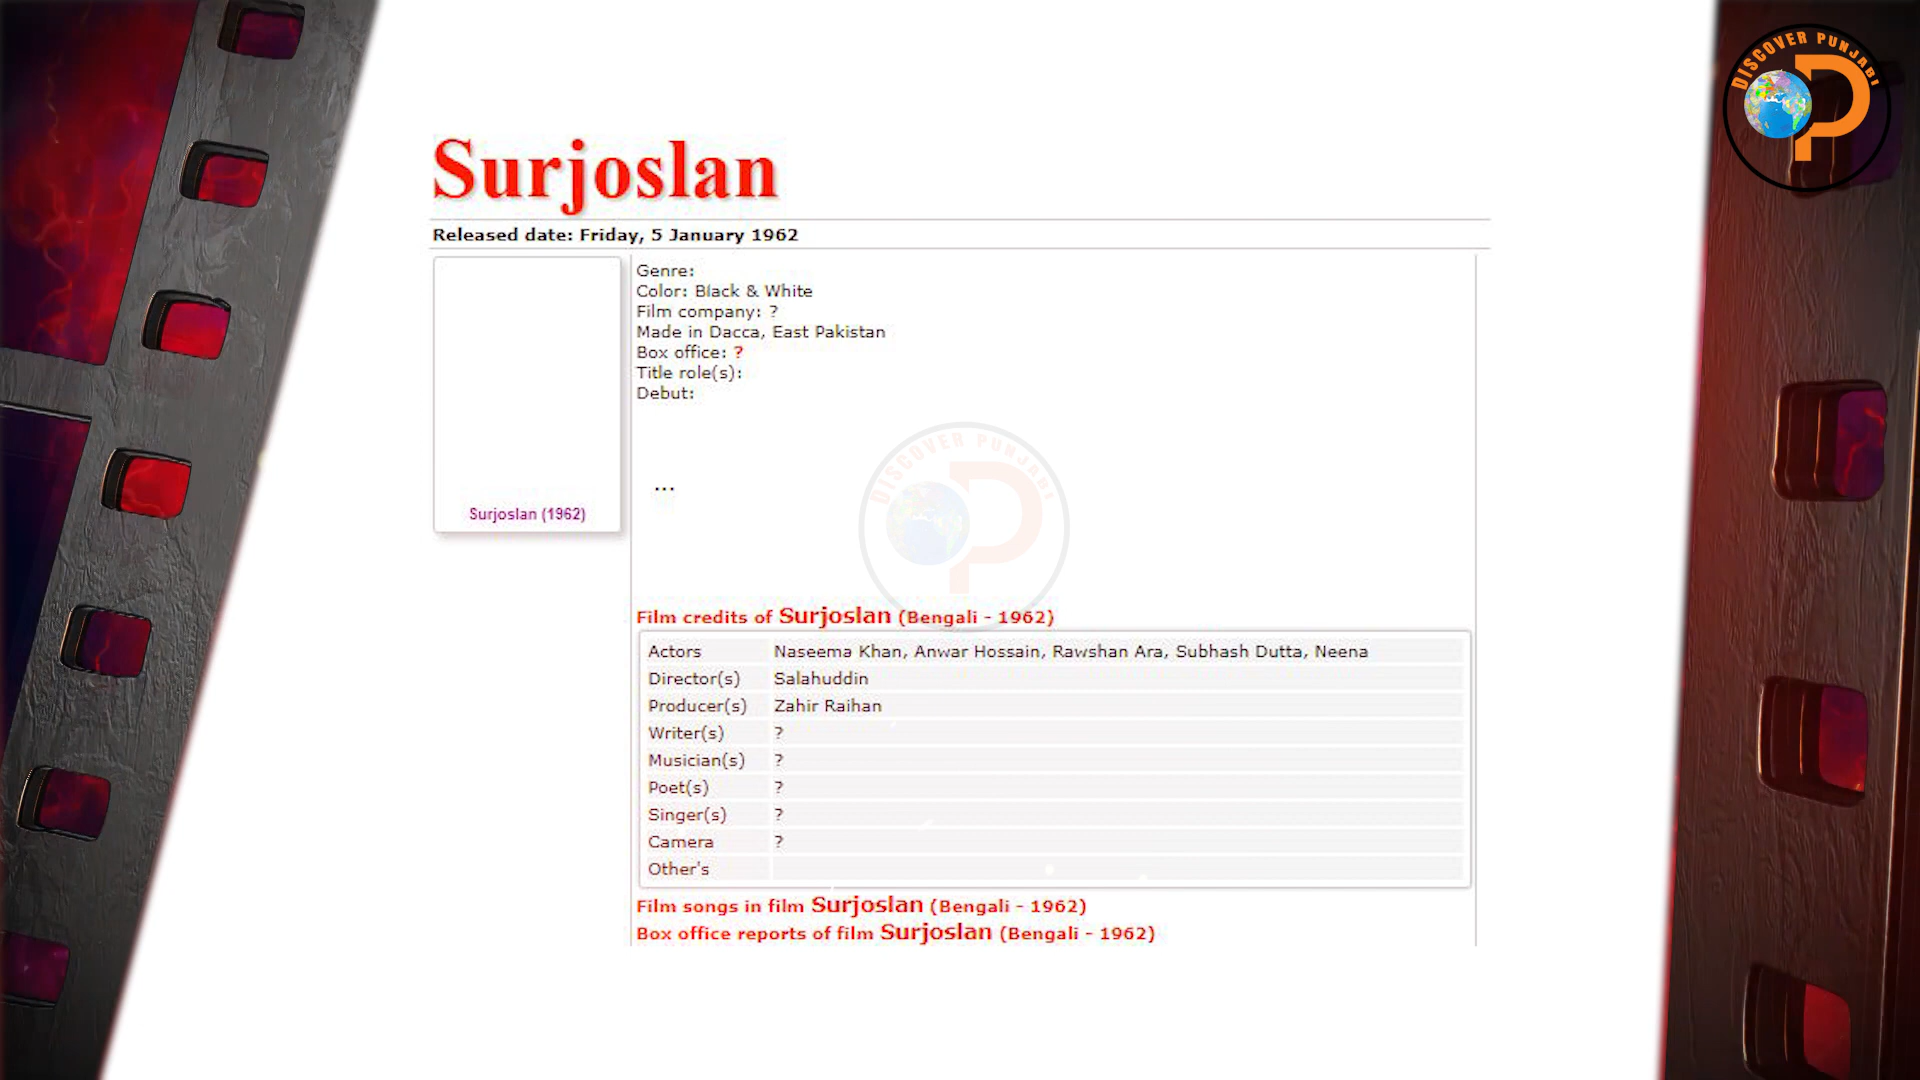 DISCOVER PUNJABI
Surjoslan
Released date: Friday, 5 January 1962
Genre:
Color: Black & White
Film company: ?
Made in Dacca, East Pakistan
Box office: ?
Title role(s):
Debut:
...
Surjoslan (1962)
DISCOVER PUNJABI
Film credits of Surjoslan (Bengali - 1962)
Actors Naseema Khan, Anwar Hossain, Rawshan Ara, Subhash Dutta, Neena
Director(s) Salahuddin
Producer(s) Zahir Raihan
Writer(s) ?
Musician(s) ?
Poet(s) ?
Singer(s) ?
Camera ?
Other's
Film songs in film Surjoslan (Bengali - 1962)
Box office reports of film Surjoslan (Bengali - 1962)